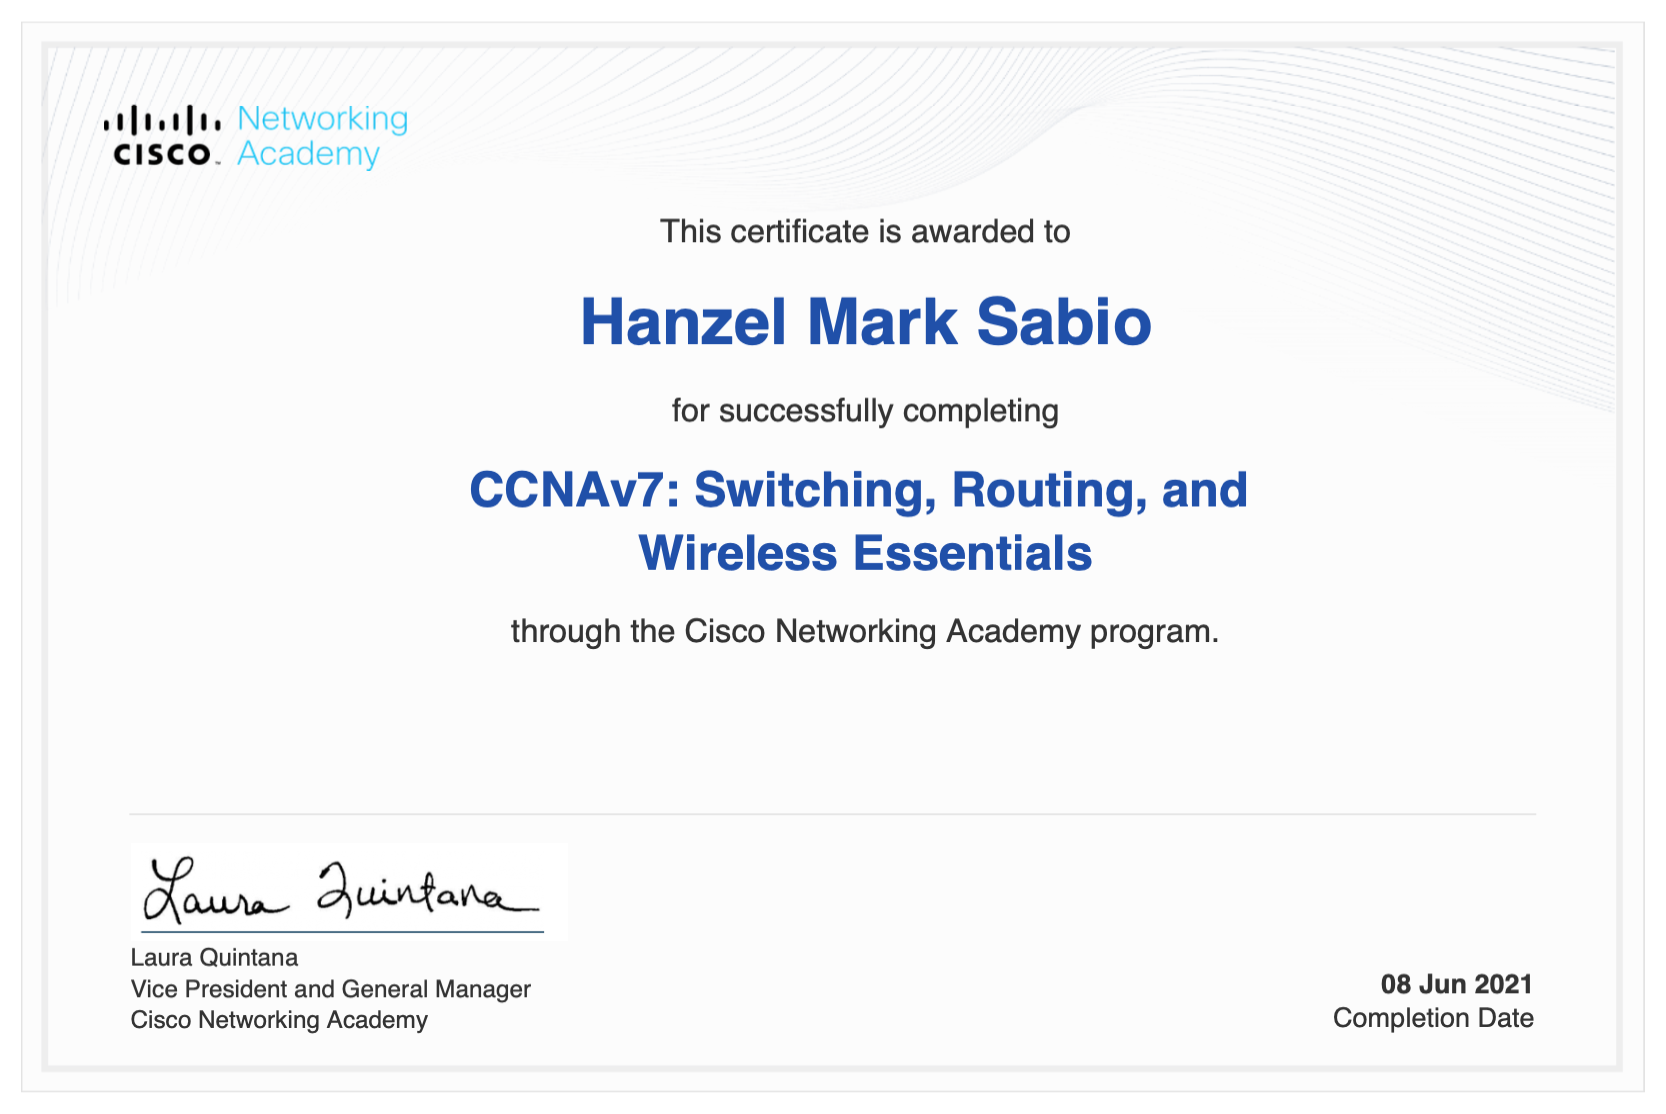 Networking
CISCO™ Academy
This certificate is awarded to
Hanzel Mark Sabio
for successfully completing
CCNAv7: Switching, Routing, and
Wireless Essentials
through the Cisco Networking Academy program.
Laura Quintana
Laura Quintana
Vice President and General Manager
Cisco Networking Academy
08 Jun 2021
Completion Date